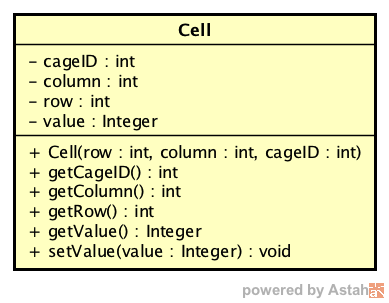 Cell
- cageID : int
- column : int
- row : int
- value : Integer
+ Cell(row : int, column : int, cageID : int)
+ getCageID() : int
+ getColumn() : int
+ getRow() : int
+ getValue() : Integer
+ setValue(value : Integer) : void
powered by Astah